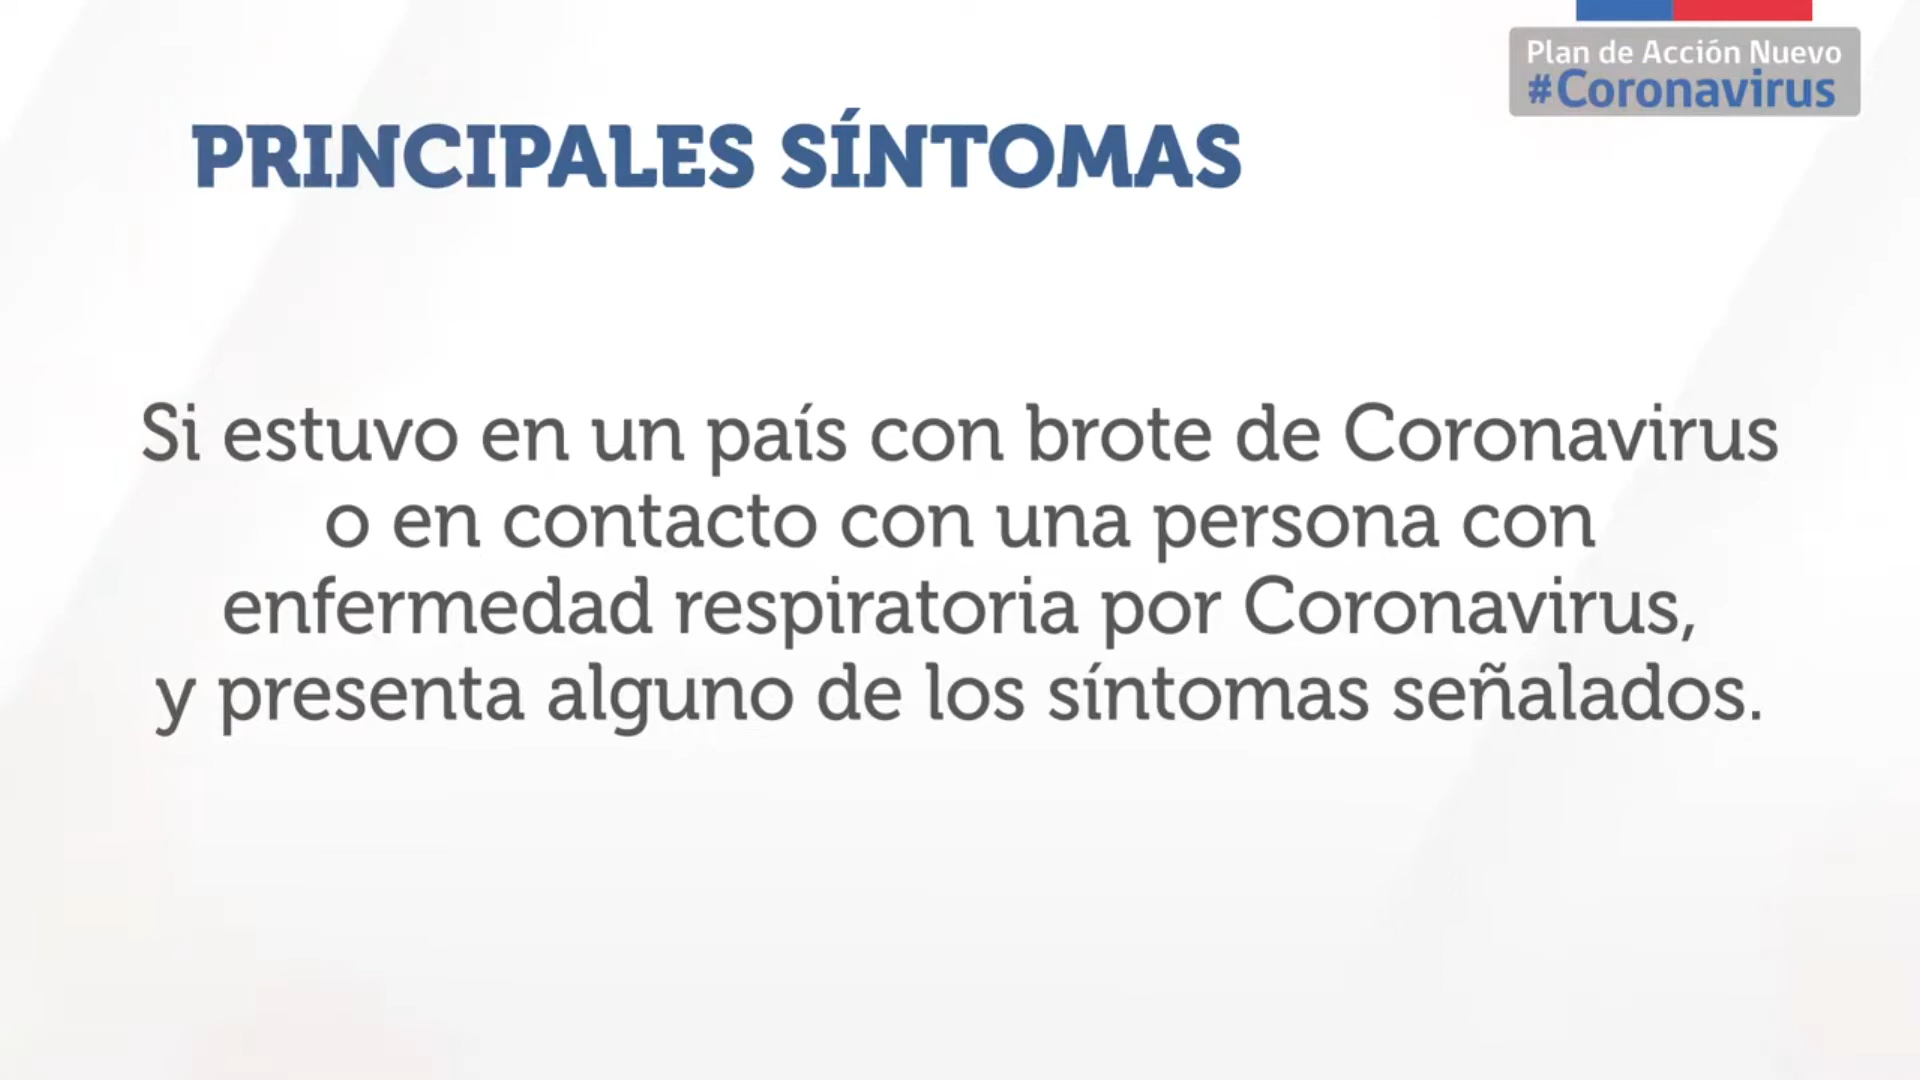 Plan de Acción Nuevo
#Coronavirus
PRINCIPALES SÍNTOMAS
Si estuvo en un país con brote de Coronavirus
o en contacto con una persona con
enfermedad respiratoria por Coronavirus,
y presenta alguno de los síntomas señalados.